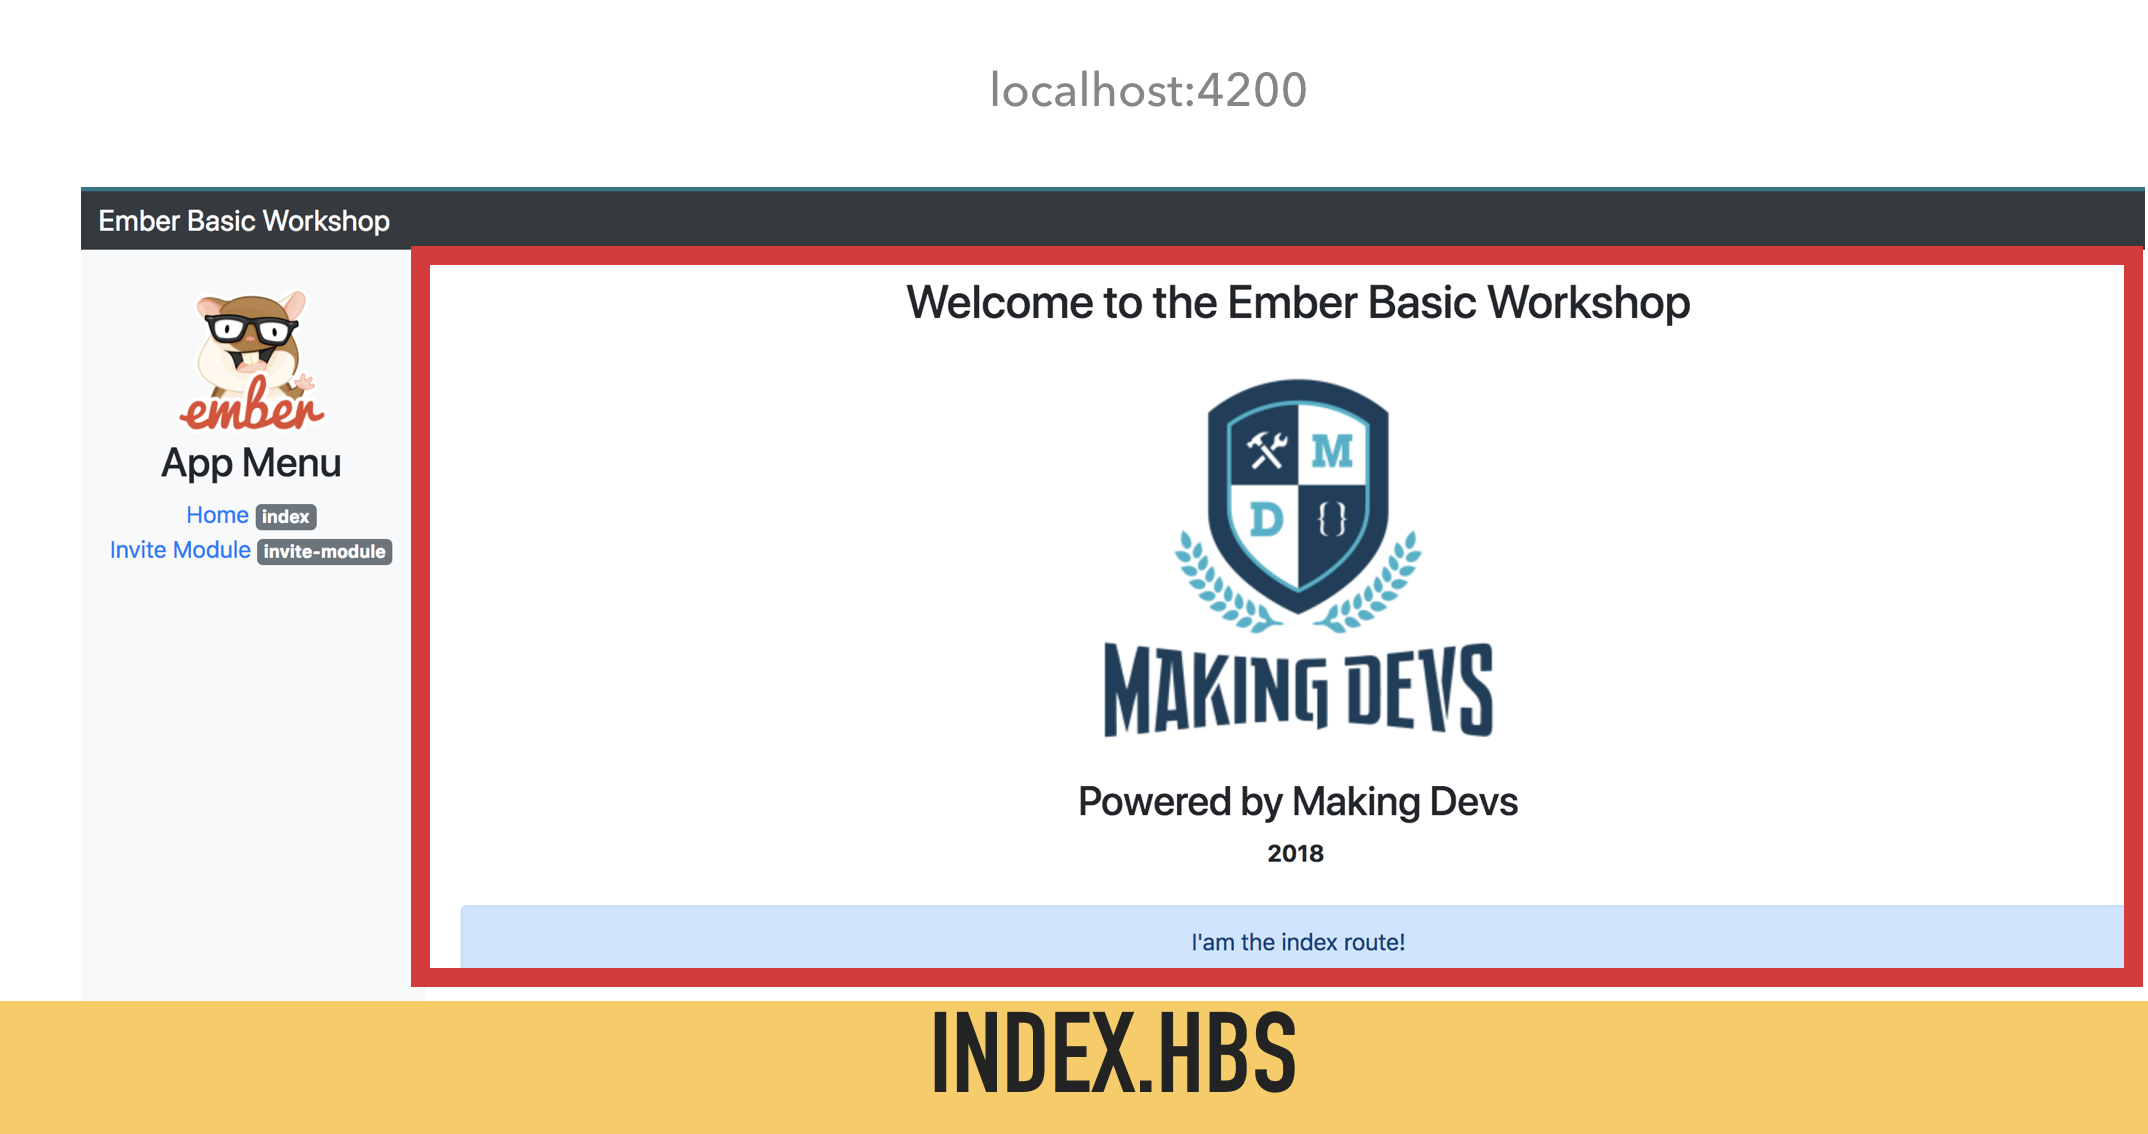 localhost:4200
Ember Basic Workshop
ember
App Menu
Home index
Invite Module invite-module
Welcome to the Ember Basic Workshop
M
D {}
MAKING DEVS
Powered by Making Devs
2018
I'am the index route!
INDEX.HBS